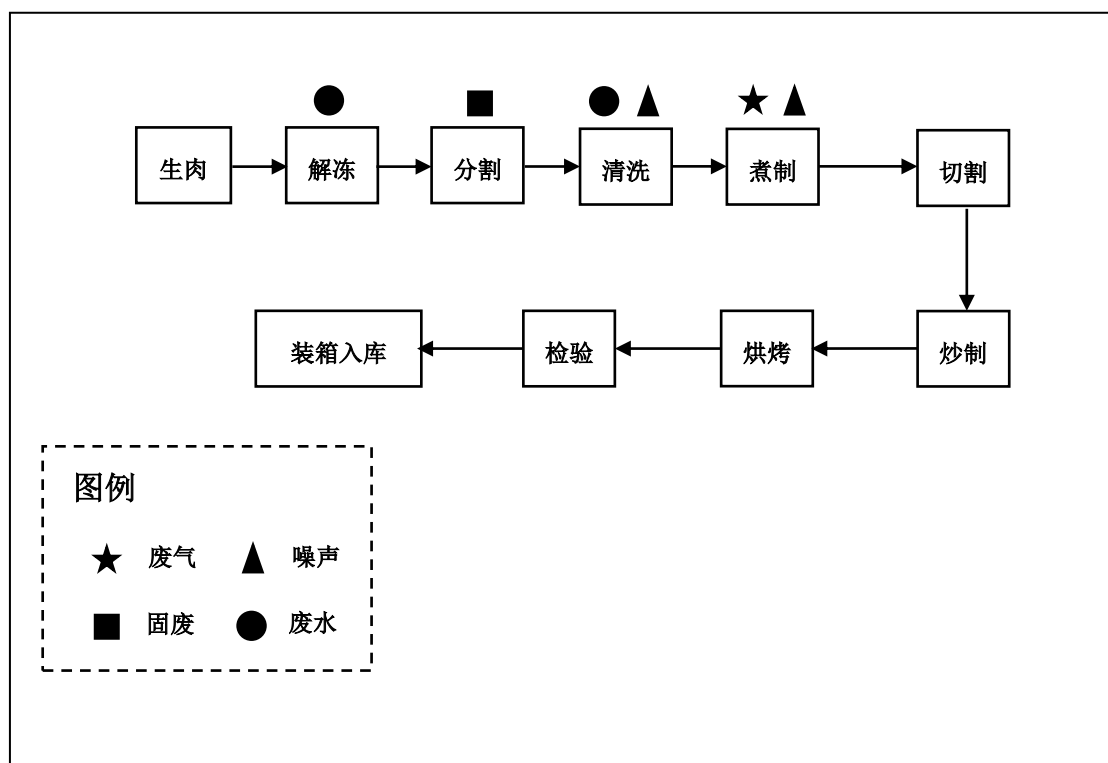 生肉 解冻 分割 清洗 煮制 切割
装箱入库 检验 烘烤 炒制
图例
废气 噪声
固废 废水